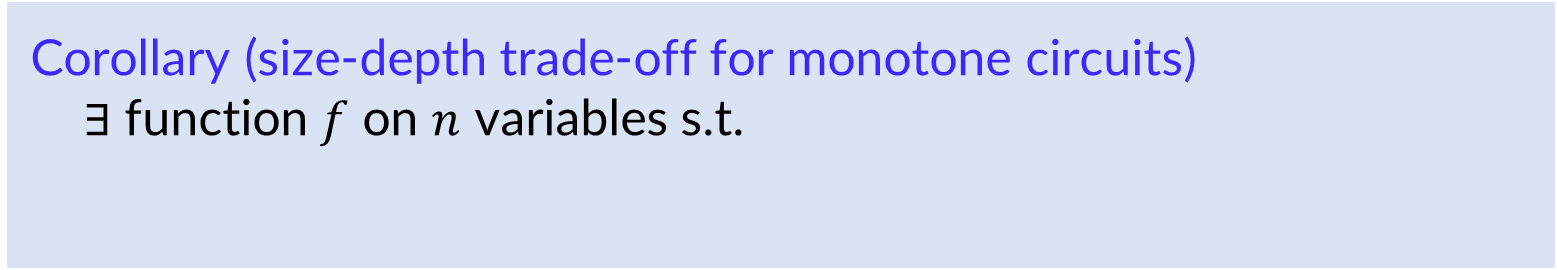 Corollary (size-depth trade-off for monotone circuits)
∃ function 𝑓 on 𝑛 variables s.t.